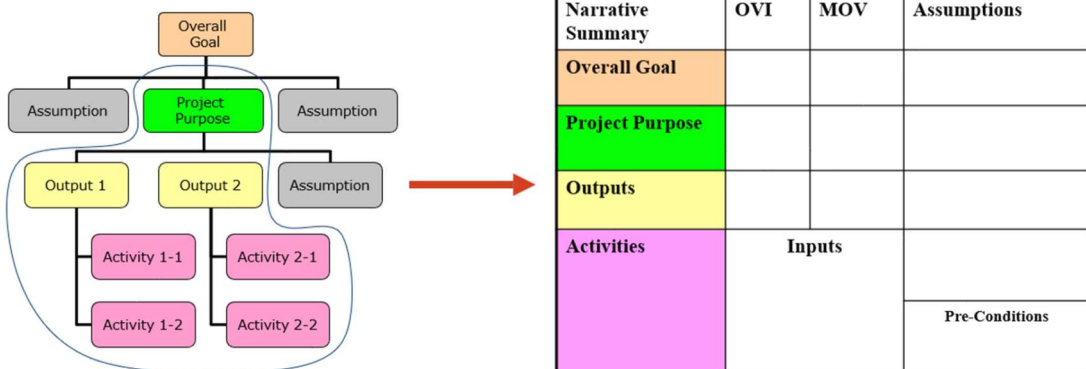 Overall
Goal
Assumption
Project
Purpose
Assumption
Output 1
Output 2
Assumption
Activity 1-1
Activity 2-1
Activity 1-2
Activity 2-2
Narrative
Summary
OVI
MOV
Assumptions
Overall Goal
Project Purpose
Outputs
Activities
Inputs
Pre-Conditions